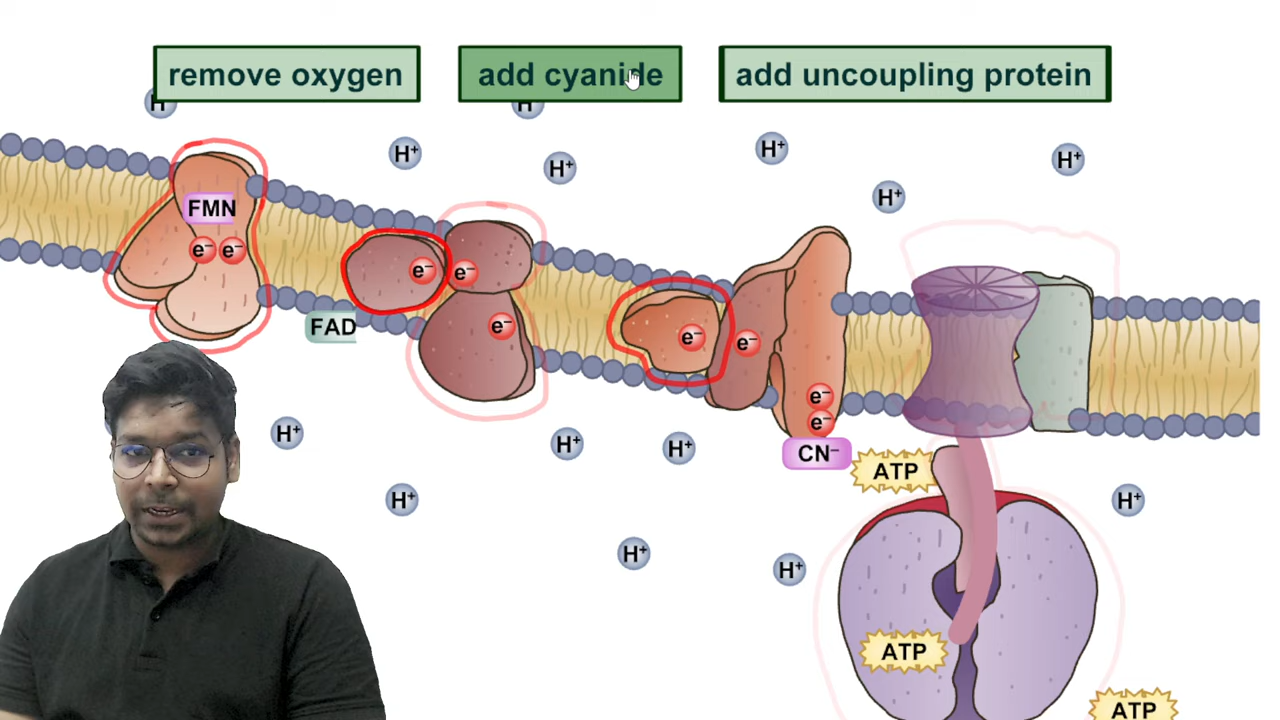 remove oxygen
add cyanide
add uncoupling protein
H⁺
H
H⁺
H⁺
H⁺
H⁺
H⁺
FMN
e⁻ e⁻
e⁻
e⁻
FAD
e⁻
e⁻
e⁻
e⁻
e⁻
CN⁻
H⁺
H⁺
H⁺
ATP
H⁺
H⁺
H⁺
H⁺
ATP
ATP